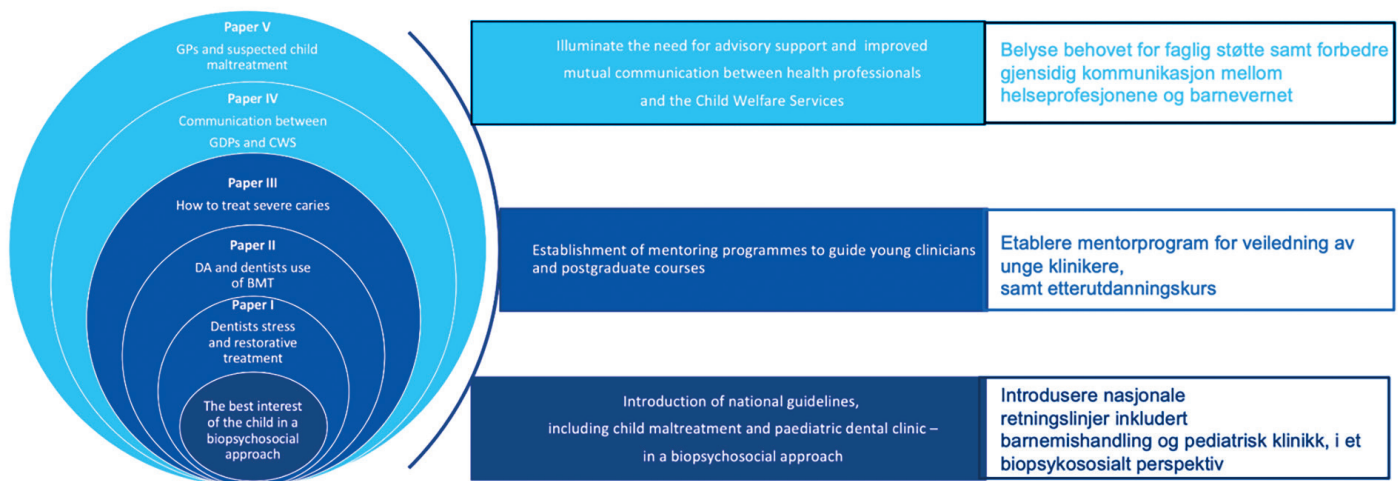 Paper V
GPs and suspected child
maltreatment
Paper IV
Communication between
GDPs and CWS
Paper III
How to treat severe caries
Paper II
DA and dentists use
of BMT
Paper I
Dentists stress
and restorative
treatment
The best interest
of the child in a
biopsychosocial
approach
Illuminate the need for advisory support and improved
mutual communication between health professionals
and the Child Welfare Services
Belyse behovet for faglig støtte samt forbedre
gjensidig kommunikasjon mellom
helseprofesjonene og barnevernet
Establishment of mentoring programmes to guide young clinicians
and postgraduate courses
Etablere mentorprogram for veiledning av
unge klinikere,
samt etterutdanningskurs
Introduction of national guidelines,
including child maltreatment and paediatric dental clinic –
in a biopsychosocial approach
Introdusere nasjonale
retningslinjer inkludert
barnemishandling og pediatrisk klinikk, i et
biopsykososialt perspektiv